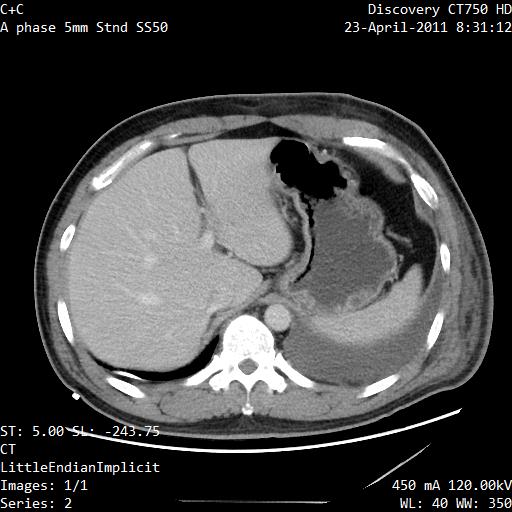 C+C
A phase 5mm Stnd SS50
Discovery CT750 HD
23-April-2011 8:31:12
ST: 5.00 SL: -243.75
CT
LittleEndianImplicit
Images: 1/1
Series: 2
450 mA 120.00kV
WL: 40 WW: 350